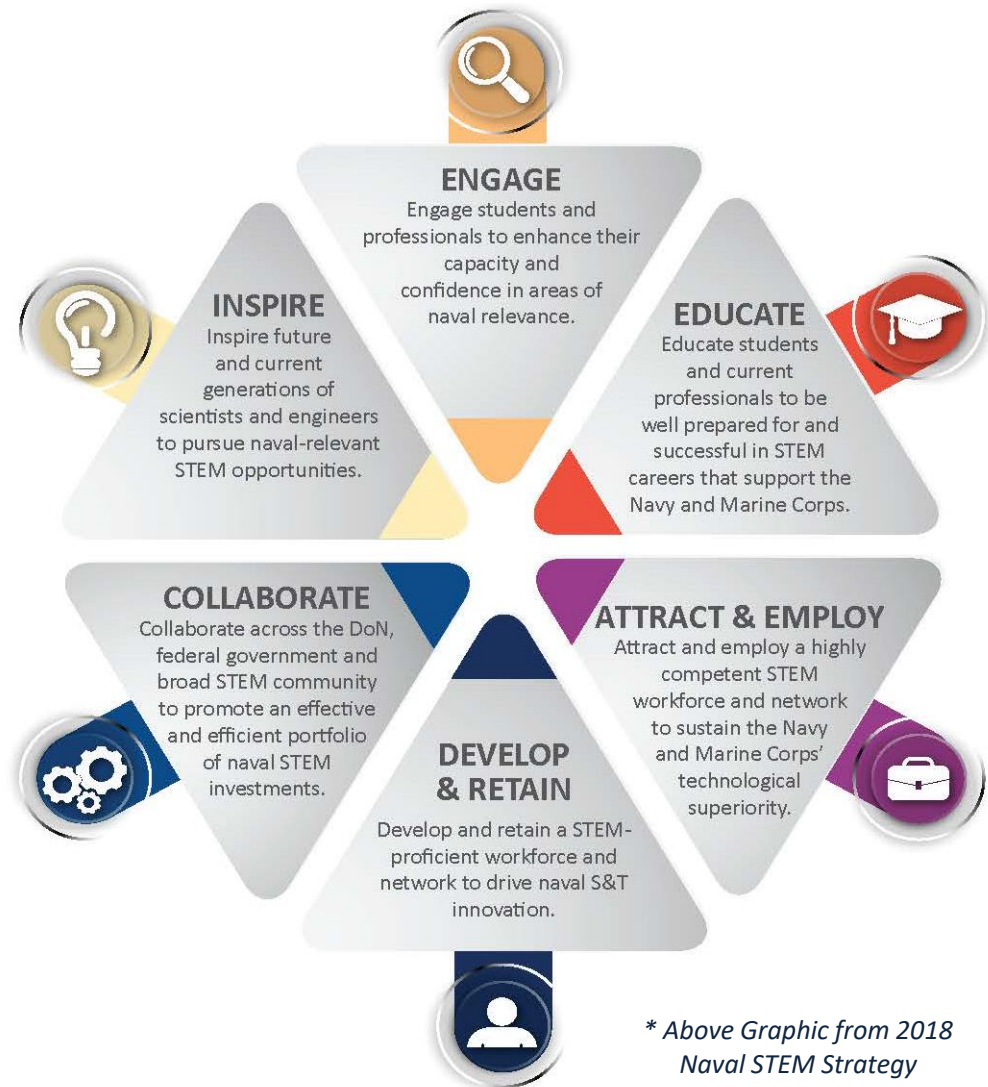 ENGAGE
Engage students and
professionals to enhance their
capacity and
confidence in areas of
naval relevance.
INSPIRE
Inspire future
and current
generations of
scientists and engineers
to pursue naval-relevant
STEM opportunities.
EDUCATE
Educate students
and current
professionals to be
well prepared for and
successful in STEM
careers that support the
Navy and Marine Corps.
COLLABORATE
Collaborate across the DoN,
federal government and
broad STEM community
to promote an effective
and efficient portfolio
of naval STEM
investments.
ATTRACT & EMPLOY
Attract and employ a highly
competent STEM
workforce and network
to sustain the Navy
and Marine Corps'
technological
superiority.
DEVELOP
& RETAIN
Develop and retain a STEM-
proficient workforce and
network to drive naval S&T
innovation.
* Above Graphic from 2018
Naval STEM Strategy